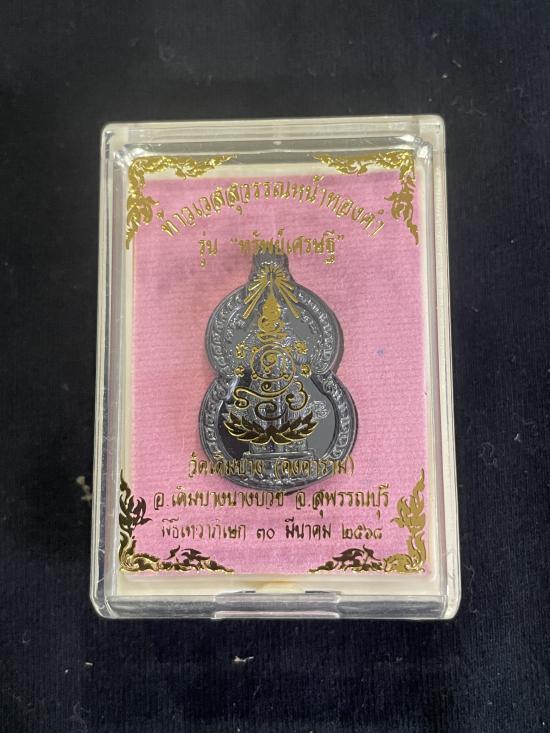 ท้าวเวสสุวรรณหน้าทองคำ
รุ่น "ทรัพย์เศรษฐี"
วัดเดิมบาง (คงคาราม)
อ.เดิมบางนางบวช จ.สุพรรณบุรี
พิธีเทวาภิเษก ๓๐ มีนาคม ๒๕๖๘